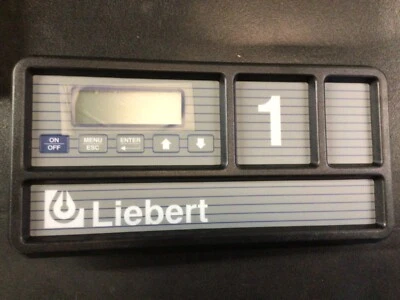 1
ON
OFF
MENU
ESC
ENTER
Liebert